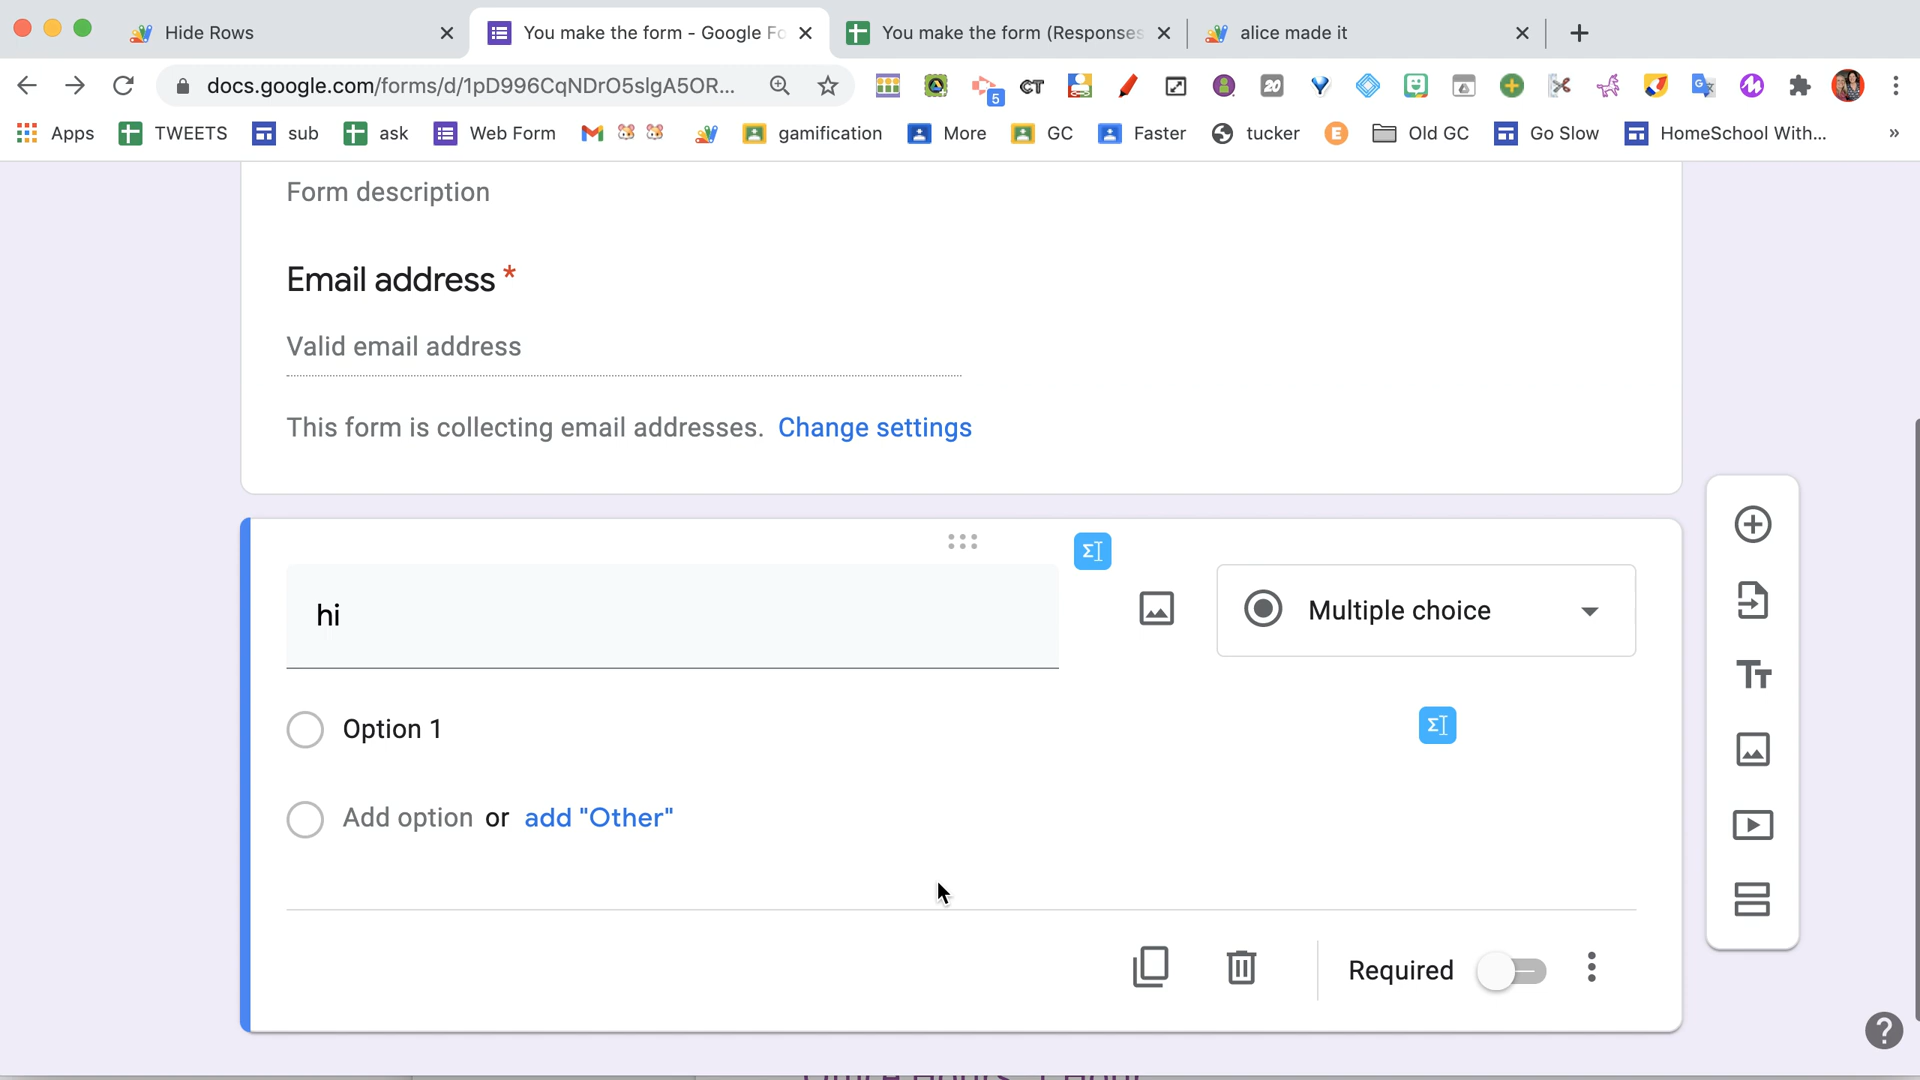 Hide Rows
You make the form - Google Fo
You make the form (Responses
alice made it
docs.google.com/forms/d/1pD996CqNDrO5slgA5OR...
5
CT
20
Apps
TWEETS
sub
ask
Web Form
gamification
More
GC
Faster
tucker
E
Old GC
Go Slow
HomeSchool With...
»
Form description
Email address *
Valid email address
This form is collecting email addresses. Change settings
hi
Multiple choice
Option 1
Add option or add "Other"
Required